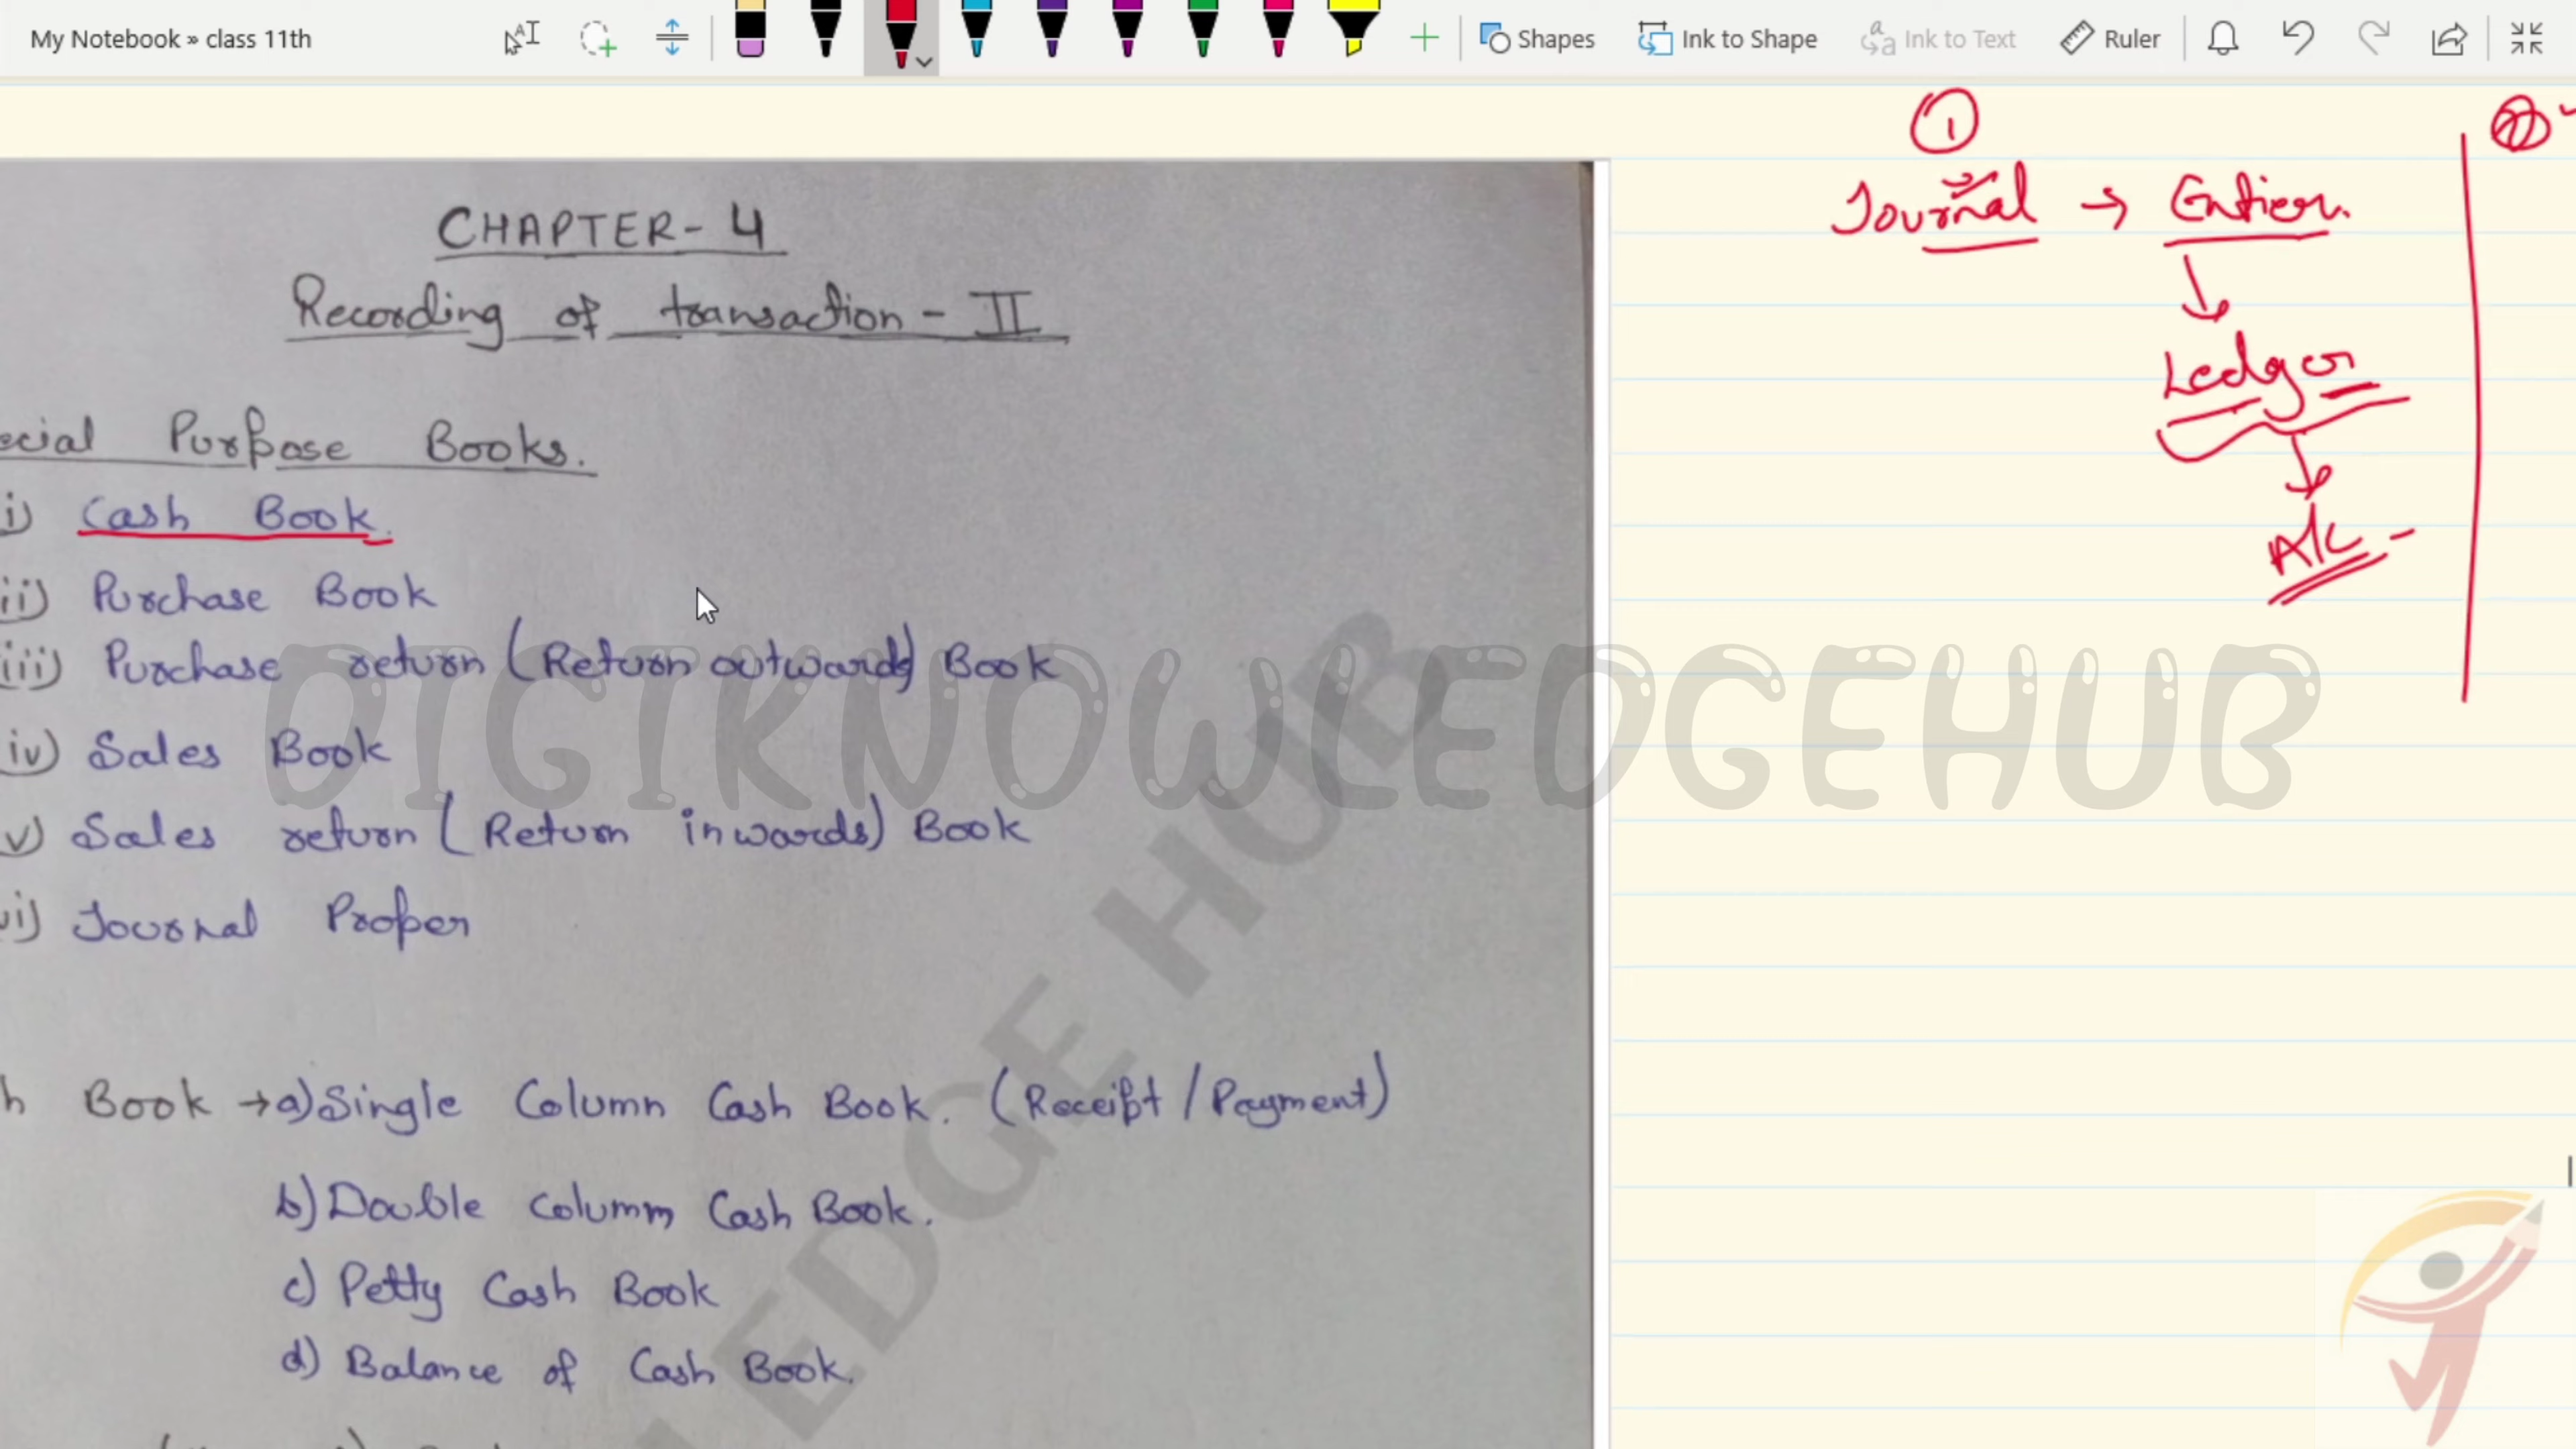 My Notebook » class 11th
Shapes
Ink to Shape
Ink to Text
Ruler
CHAPTER-4
Recording of transaction - II
ecial Purpose Books.
i) Cash Book.
ii) Purchase Book
iii) Purchase return (Return outwards) Book
iv) Sales Book
v) Sales return (Return inwards) Book
vi) Journal Proper
h Book → a) Single Column Cash Book. (Receipt / Payment)
b) Double Column Cash Book.
c) Petty Cash Book
d) Balance of Cash Book.
1
Journal →
Ledger
A/c -
DIGIKNOWLEDGEHUB
EDGE HUB